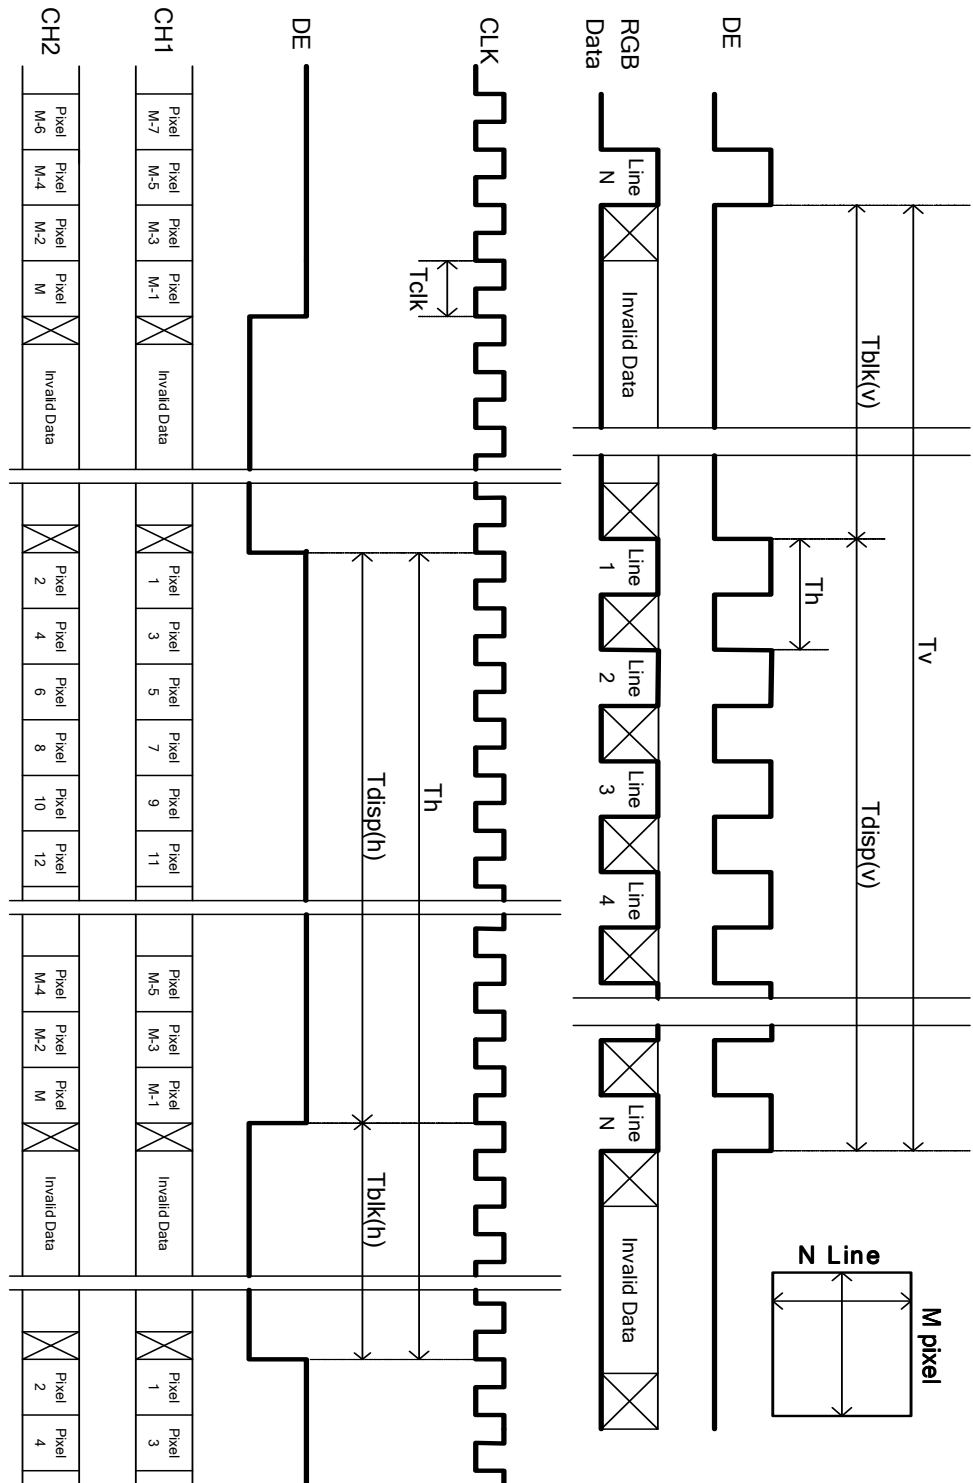 Tv
Tblk(v)
Tdisp(v)
Th
DE
RGB
Data
Line
N
Invalid Data
Line
1
Line
2
Line
3
Line
4
Line
N
Invalid Data
N Line
M pixel
CLK
Tclk
Th
DE
Tdisp(h)
Tblk(h)
CH1
Pixel
M-7
Pixel
M-5
Pixel
M-3
Pixel
M-1
Invalid Data
Pixel
1
Pixel
3
Pixel
5
Pixel
7
Pixel
9
Pixel
11
Pixel
M-5
Pixel
M-3
Pixel
M-1
Invalid Data
Pixel
1
Pixel
3
CH2
Pixel
M-6
Pixel
M-4
Pixel
M-2
Pixel
M
Invalid Data
Pixel
2
Pixel
4
Pixel
6
Pixel
8
Pixel
10
Pixel
12
Pixel
M-4
Pixel
M-2
Pixel
M
Invalid Data
Pixel
2
Pixel
4